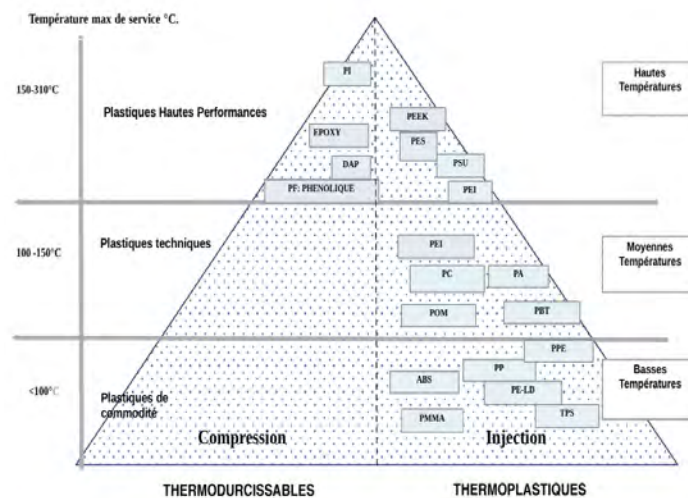 Température max de service °C.
150-310°C
Plastiques Hautes Performances
PI
EPOXY
DAP
PF: PHENOLIQUE
PEEK
PES
PSU
PEI
Hautes
Températures
100 -150°C
Plastiques techniques
PEI
PC
PA
POM
PBT
Moyennes
Températures
<100°C
Plastiques de
commodité
PPE
PP
ABS
PE-LD
PMMA
TPS
Basses
Températures
Compression
Injection
THERMODURCISSABLES
THERMOPLASTIQUES